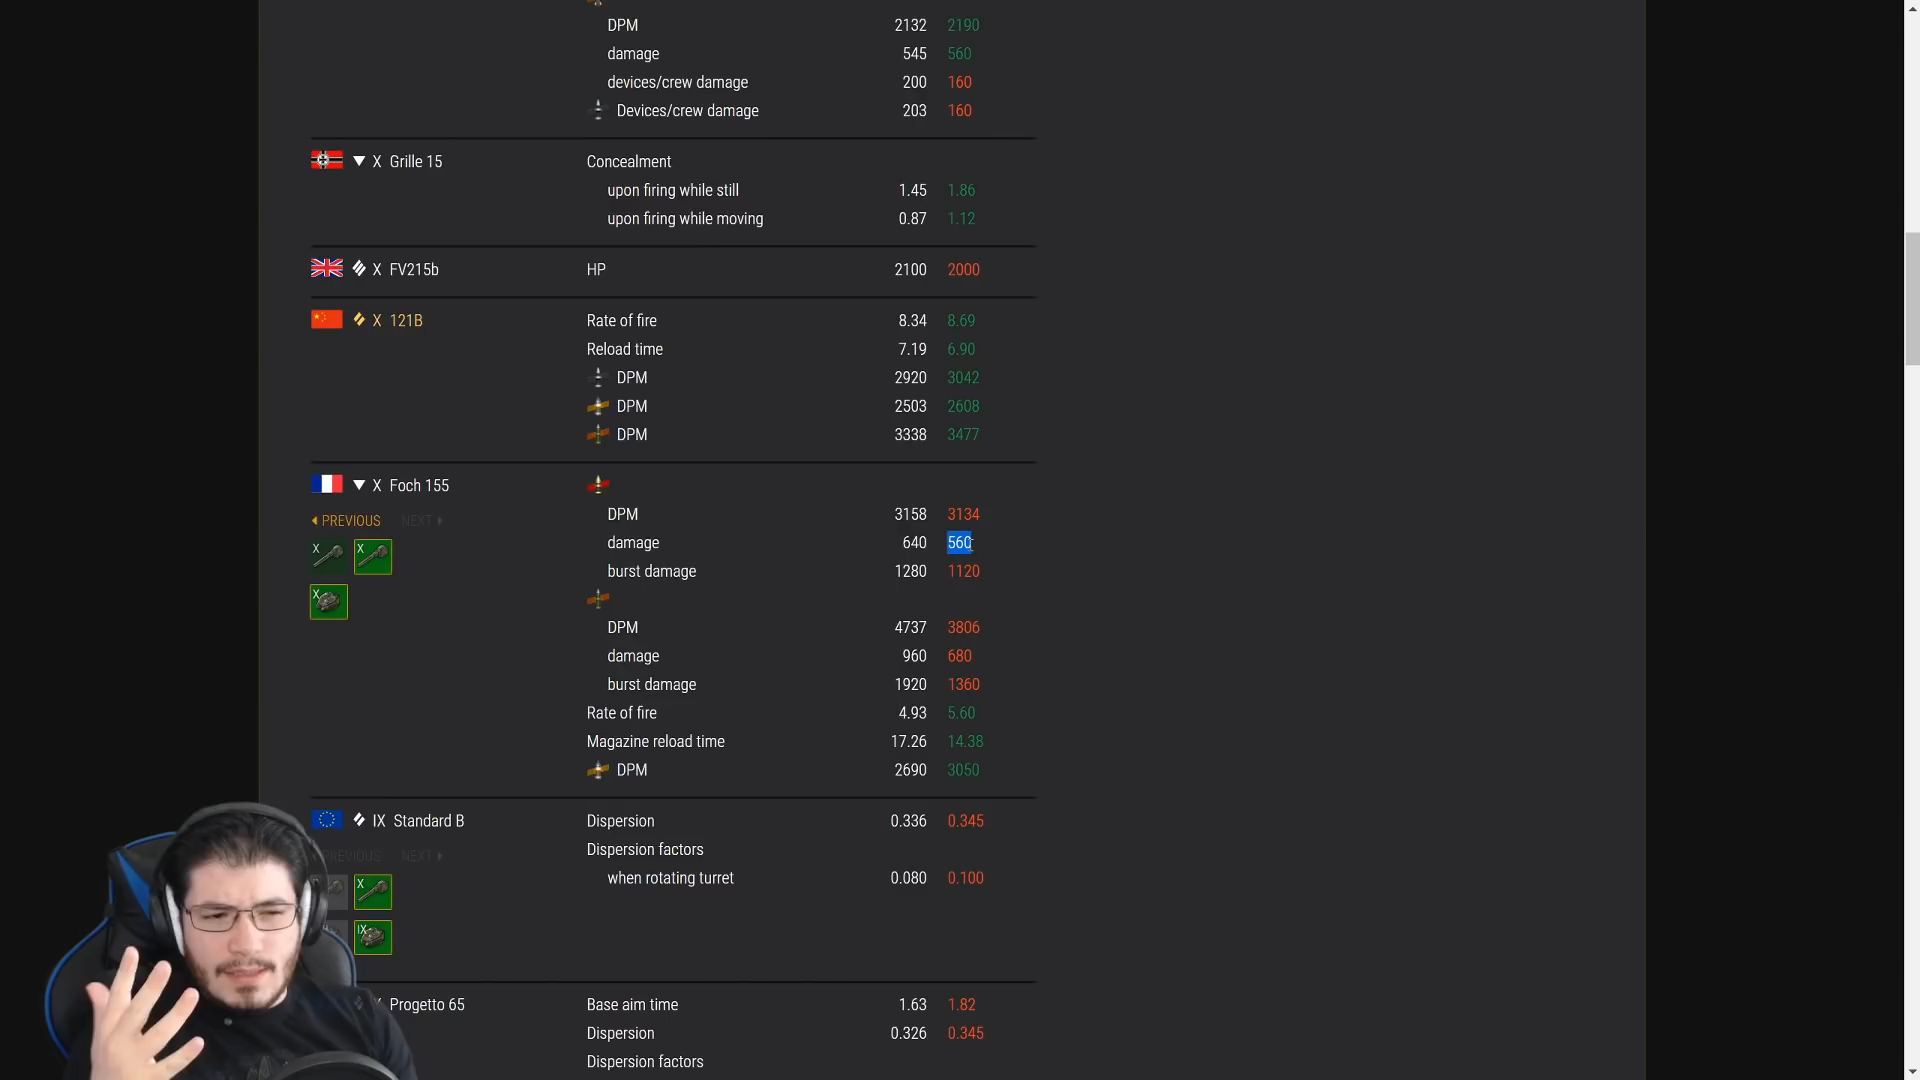 DPM 2132 2190
damage 545 560
devices/crew damage 200 160
Devices/crew damage 203 160
X Grille 15 Concealment
upon firing while still 1.45 1.86
upon firing while moving 0.87 1.12
X FV215b HP 2100 2000
X 121B Rate of fire 8.34 8.69
Reload time 7.19 6.90
DPM 2920 3042
DPM 2503 2608
DPM 3338 3477
X Foch 155
DPM 3158 3134
PREVIOUS NEXT
damage 640 560
X X
burst damage 1280 1120
X
DPM 4737 3806
damage 960 680
burst damage 1920 1360
Rate of fire 4.93 5.60
Magazine reload time 17.26 14.38
DPM 2690 3050
IX Standard B Dispersion 0.336 0.345
PREVIOUS NEXT Dispersion factors
X when rotating turret 0.080 0.100
IX
X Progetto 65 Base aim time 1.63 1.82
Dispersion 0.326 0.345
Dispersion factors